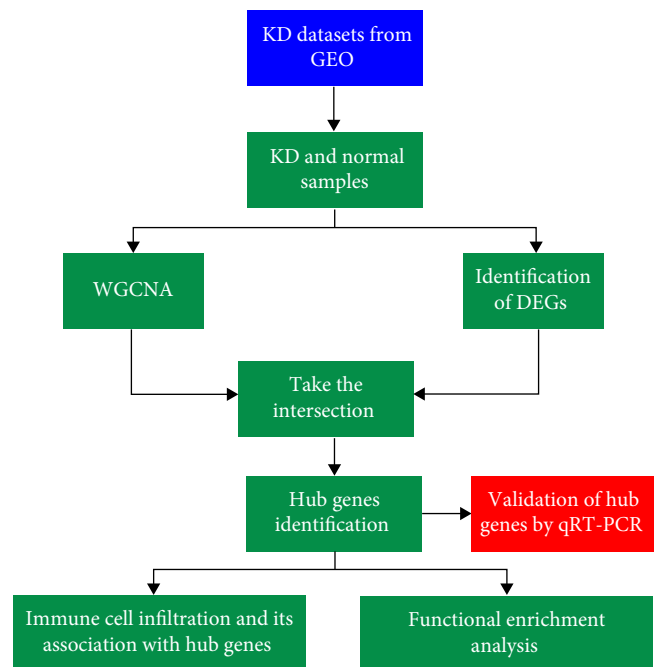 KD datasets from
GEO
KD and normal
samples
WGCNA
Identification
of DEGs
Take the
intersection
Hub genes
identification
Validation of hub
genes by qRT-PCR
Immune cell infiltration and its
association with hub genes
Functional enrichment
analysis